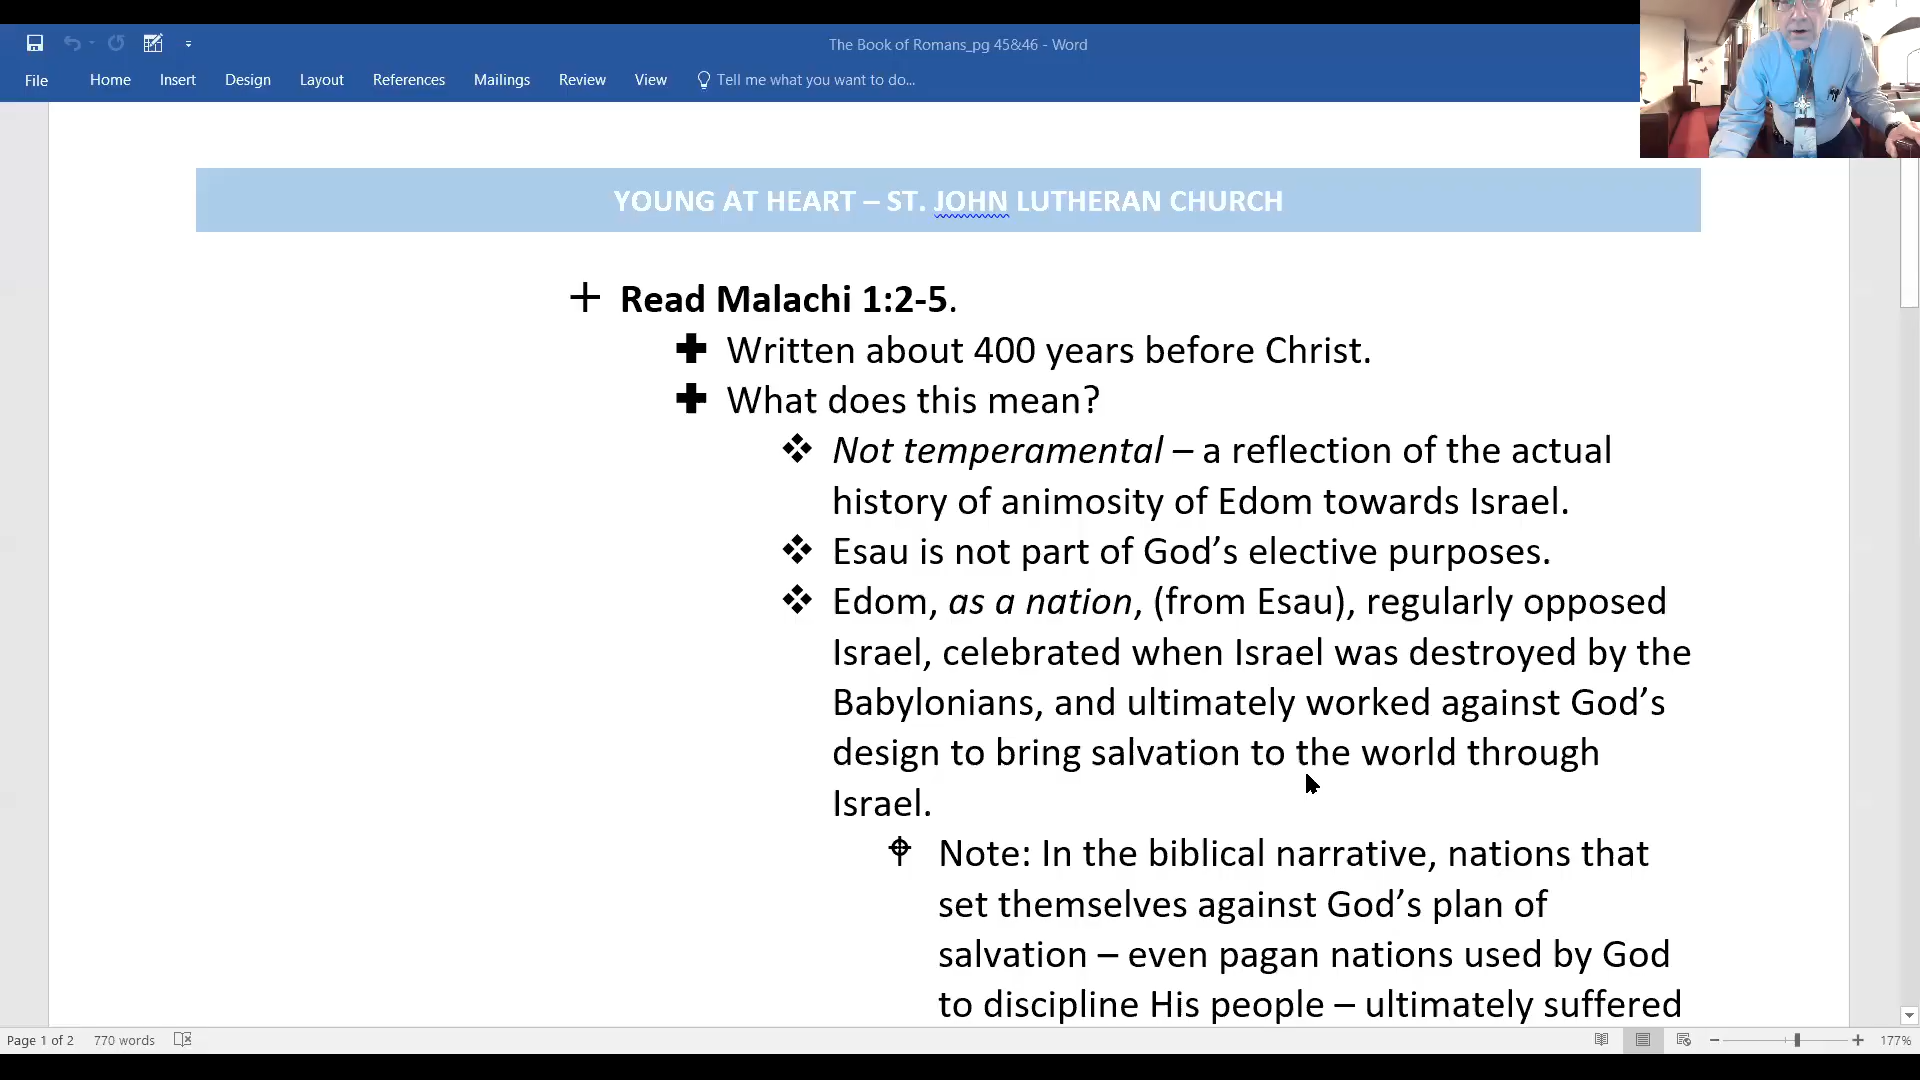 The Book of Romans_pg 45&46 - Word
File Home Insert Design Layout References Mailings Review View Tell me what you want to do...
YOUNG AT HEART – ST. JOHN LUTHERAN CHURCH
Read Malachi 1:2-5.
Written about 400 years before Christ.
What does this mean?
Not temperamental – a reflection of the actual
history of animosity of Edom towards Israel.
Esau is not part of God’s elective purposes.
Edom, as a nation, (from Esau), regularly opposed
Israel, celebrated when Israel was destroyed by the
Babylonians, and ultimately worked against God’s
design to bring salvation to the world through
Israel.
Note: In the biblical narrative, nations that
set themselves against God’s plan of
salvation – even pagan nations used by God
to discipline His people – ultimately suffered
Page 1 of 2 770 words 177%